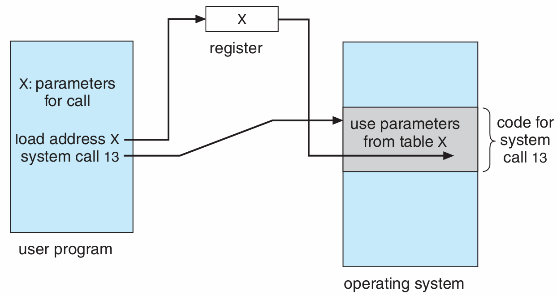 X
register
X: parameters
for call
load address X
system call 13
user program
use parameters
from table X
code for
system
call 13
operating system